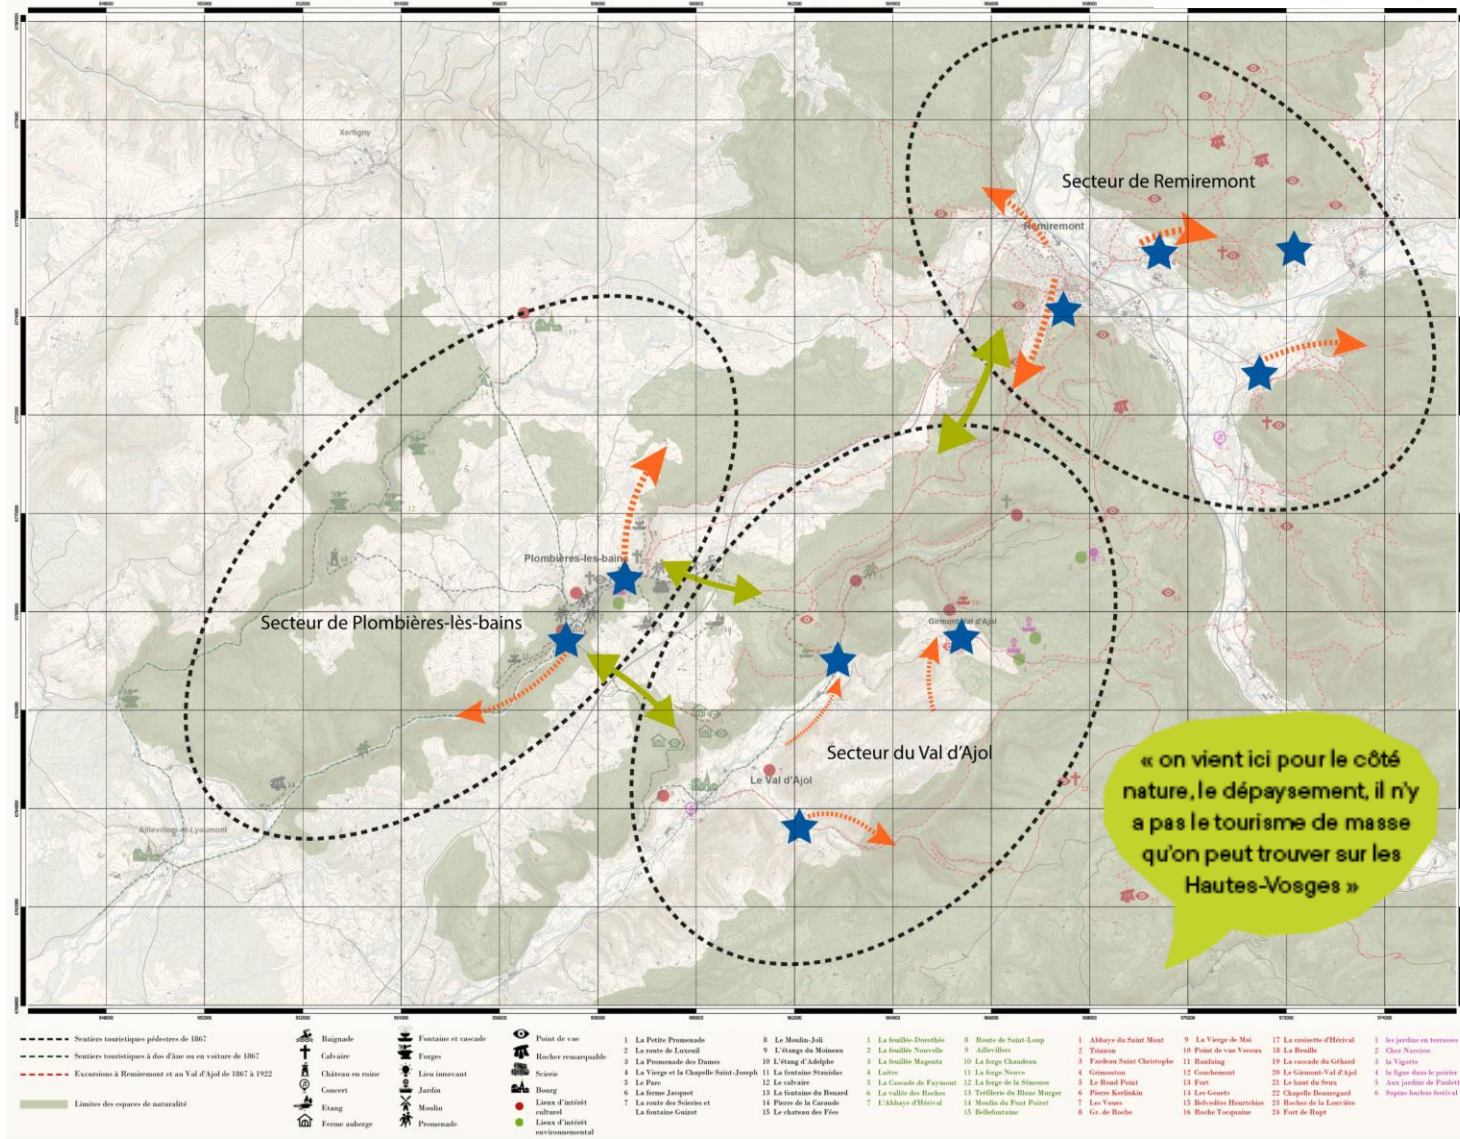 Xertigny
Secteur de Remiremont
Remiremont
Plombières-les-bains
Secteur de Plombières-lès-bains
Girmont Val d'Ajol
Secteur du Val d'Ajol
Le Val d'Ajol
Aillevillers-et-Lyaumont
« on vient ici pour le côté
nature, le dépaysement, il n'y
a pas le tourisme de masse
qu'on peut trouver sur les
Hautes-Vosges »
Sentiers touristiques pédestres de 1867
Sentiers touristiques à dos d'âne ou en voiture de 1867
Excursions à Remiremont et au Val d'Ajol de 1867 à 1922
Limites des espaces de naturalité
Baignade
Calvaire
Château en ruine
Concert
Etang
Ferme auberge
Fontaine et cascade
Forges
Lieu innovant
Jardin
Moulin
Promenade
Point de vue
Rocher remarquable
Scierie
Bourg
Lieux d'intérêt
culturel
Lieux d'intérêt
environnemental
1 La Petite Promenade
2 La route de Luxeuil
3 La Promenade des Dames
4 La Vierge et la Chapelle Saint-Joseph
5 Le Parc
6 La ferme Jacquot
7 La route des Scieries et
La fontaine Guizot
8 Le Moulin-Joli
9 L'étangs du Moineau
10 L'étang d'Adelphe
11 La fontaine Stanislas
12 Le calvaire
13 La fontaine du Renard
14 Pierre de la Caraude
15 Le chateau des Fées
1 La feuillée-Dorothée
2 La feuillée Nouvelle
3 La feuillée Magenta
4 Laitre
5 La Cascade de Faymont
6 La vallée des Roches
7 L'Abbaye d'Hérival
8 Route de Saint-Loup
9 Aillevillers
10 La forge Chaudeau
11 La forge Neuve
12 La forge de la Sémouse
13 Tréfilerie du Blanc Murger
14 Moulin du Pont Poirot
15 Bellefontaine
1 Abbaye du Saint Mont
2 Trianon
3 Fardeau Saint Christophe
4 Grimouton
5 Le Rond Point
6 Pierre Kerlinkin
7 Les Voues
8 Gr. de Roche
9 La Vierge de Mai
10 Point de vue Vecoux
11 Ranfaing
12 Couchemont
13 Fort
14 Les Genets
15 Belvedère Heurtebise
16 Roche Tocquaine
17 La croisette d'Hérival
18 La Beuille
19 La cascade du Géhard
20 Le Girmont-Val d'Ajol
21 Le haut du Seux
22 Chapelle Beauregard
23 Roches de la Louvière
24 Fort de Rupt
1 les jardins en terrasses
2 Chez Narcisse
3 la Vigotte
4 la figue dans le poirier
5 Aux jardins de
6 Sapins barbus festival